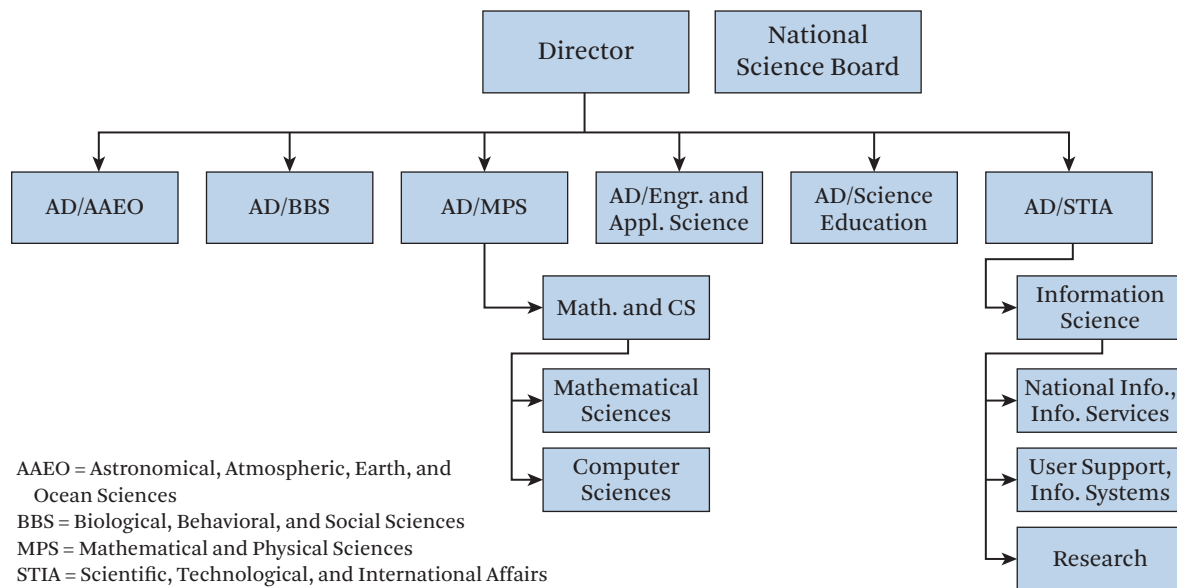 Director
National
Science Board
AD/AAEO
AD/BBS
AD/MPS
AD/Engr. and
Appl. Science
AD/Science
Education
AD/STIA
Math. and CS
Information
Science
Mathematical
Sciences
National Info.,
Info. Services
Computer
Sciences
User Support,
Info. Systems
Research
AAEO = Astronomical, Atmospheric, Earth, and
Ocean Sciences
BBS = Biological, Behavioral, and Social Sciences
MPS = Mathematical and Physical Sciences
STIA = Scientific, Technological, and International Affairs